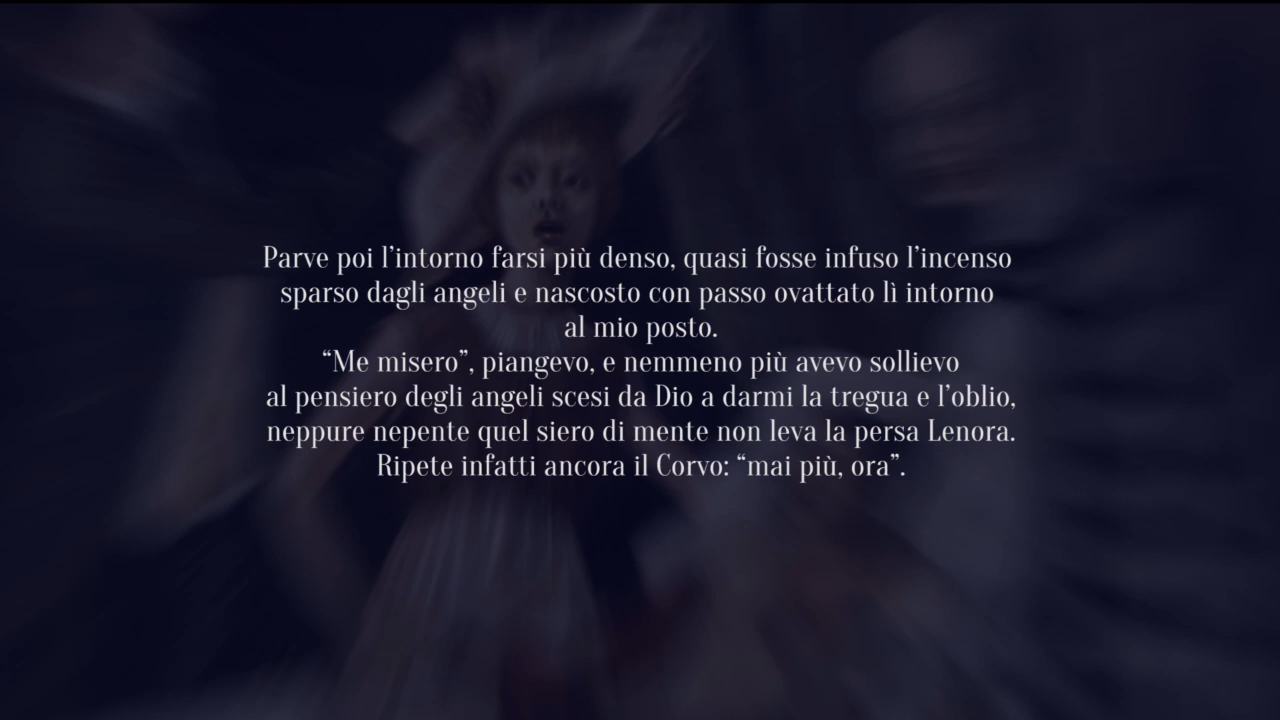 Parve poi l’intorno farsi più denso, quasi fosse infuso l’incenso
sparso dagli angeli e nascosto con passo ovattato lì intorno
al mio posto.
“Me misero”, piangevo, e nemmeno più avevo sollievo
al pensiero degli angeli scesi da Dio a darmi la tregua e l’oblio,
neppure nepente quel siero di mente non leva la persa Lenora.
Ripete infatti ancora il Corvo: “mai più, ora”.